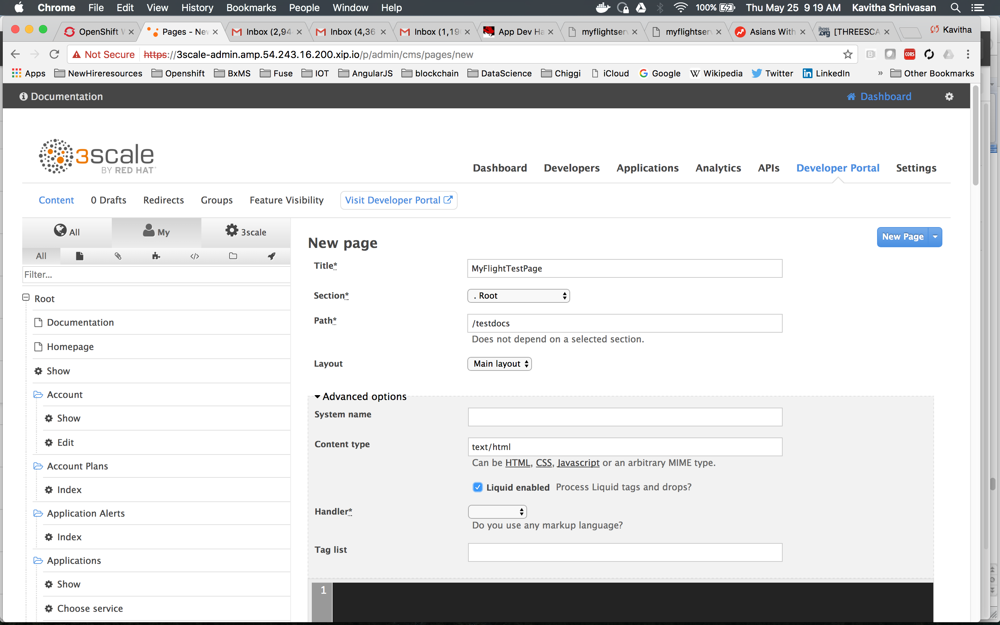 Chrome File Edit View History Bookmarks People Window Help 100% Thu May 25 9 19 AM Kavitha Srinivasan
OpenShift Pages - New Inbox (2,94 Inbox (4,36 Inbox (1,19 App Dev Ha myflightserv myflightserv Asians With [THREESCA Kavitha
Not Secure https://3scale-admin.amp.54.243.16.200.xip.io/p/admin/cms/pages/new CORS
Apps NewHireresources Openshift BxMS Fuse IOT AngularJS blockchain DataScience Chiggi iCloud Google Wikipedia Twitter LinkedIn » Other Bookmarks
Documentation Dashboard
3scale
BY RED HAT
Dashboard Developers Applications Analytics APIs Developer Portal Settings
Content 0 Drafts Redirects Groups Feature Visibility Visit Developer Portal
All My 3scale
All
Filter...
Root
Documentation
Homepage
Show
Account
Show
Edit
Account Plans
Index
Application Alerts
Index
Applications
Show
Choose service
New page
New Page
Title* MyFlightTestPage
Section* . Root
Path* /testdocs
Does not depend on a selected section.
Layout Main layout
Advanced options
System name
Content type text/html
Can be HTML, CSS, Javascript or an arbitrary MIME type.
Liquid enabled Process Liquid tags and drops?
Handler*
Do you use any markup language?
Tag list
1